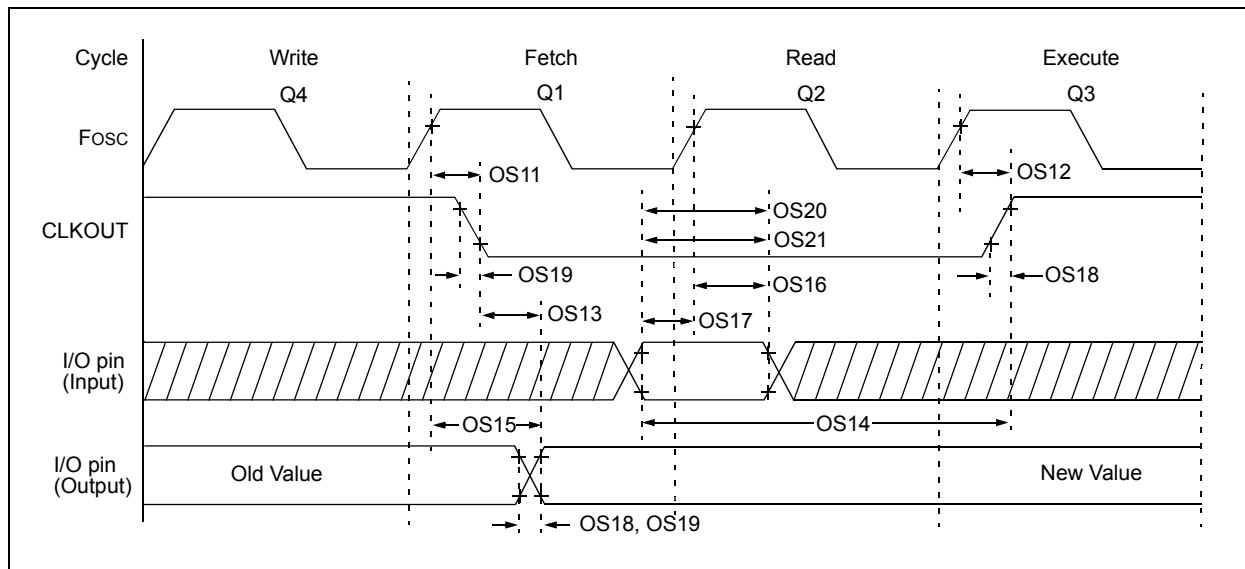 Cycle Write Fetch Read Execute
Q4 Q1 Q2 Q3
FOSC
OS11 OS12
CLKOUT
OS20
OS21
OS19 OS16 OS18
OS13 OS17
I/O pin
(Input)
OS15 OS14
I/O pin
(Output)
Old Value New Value
OS18, OS19